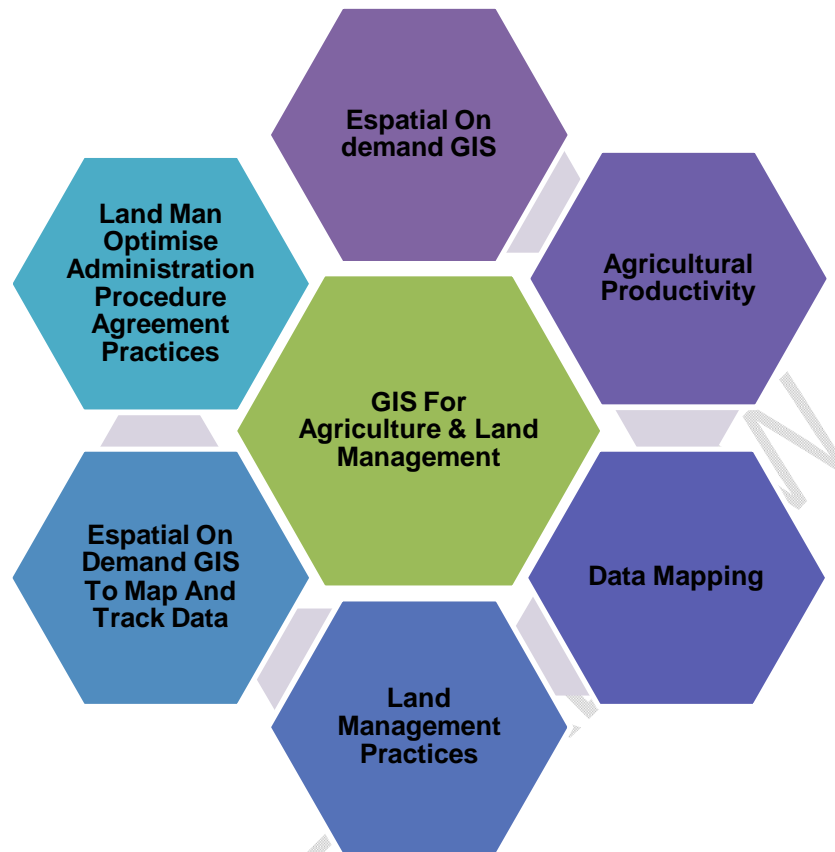 Espatial On
demand GIS
Agricultural
Productivity
Data Mapping
Land
Management
Practices
Espatial On
Demand GIS
To Map And
Track Data
Land Man
Optimise
Administration
Procedure
Agreement
Practices
GIS For
Agriculture & Land
Management